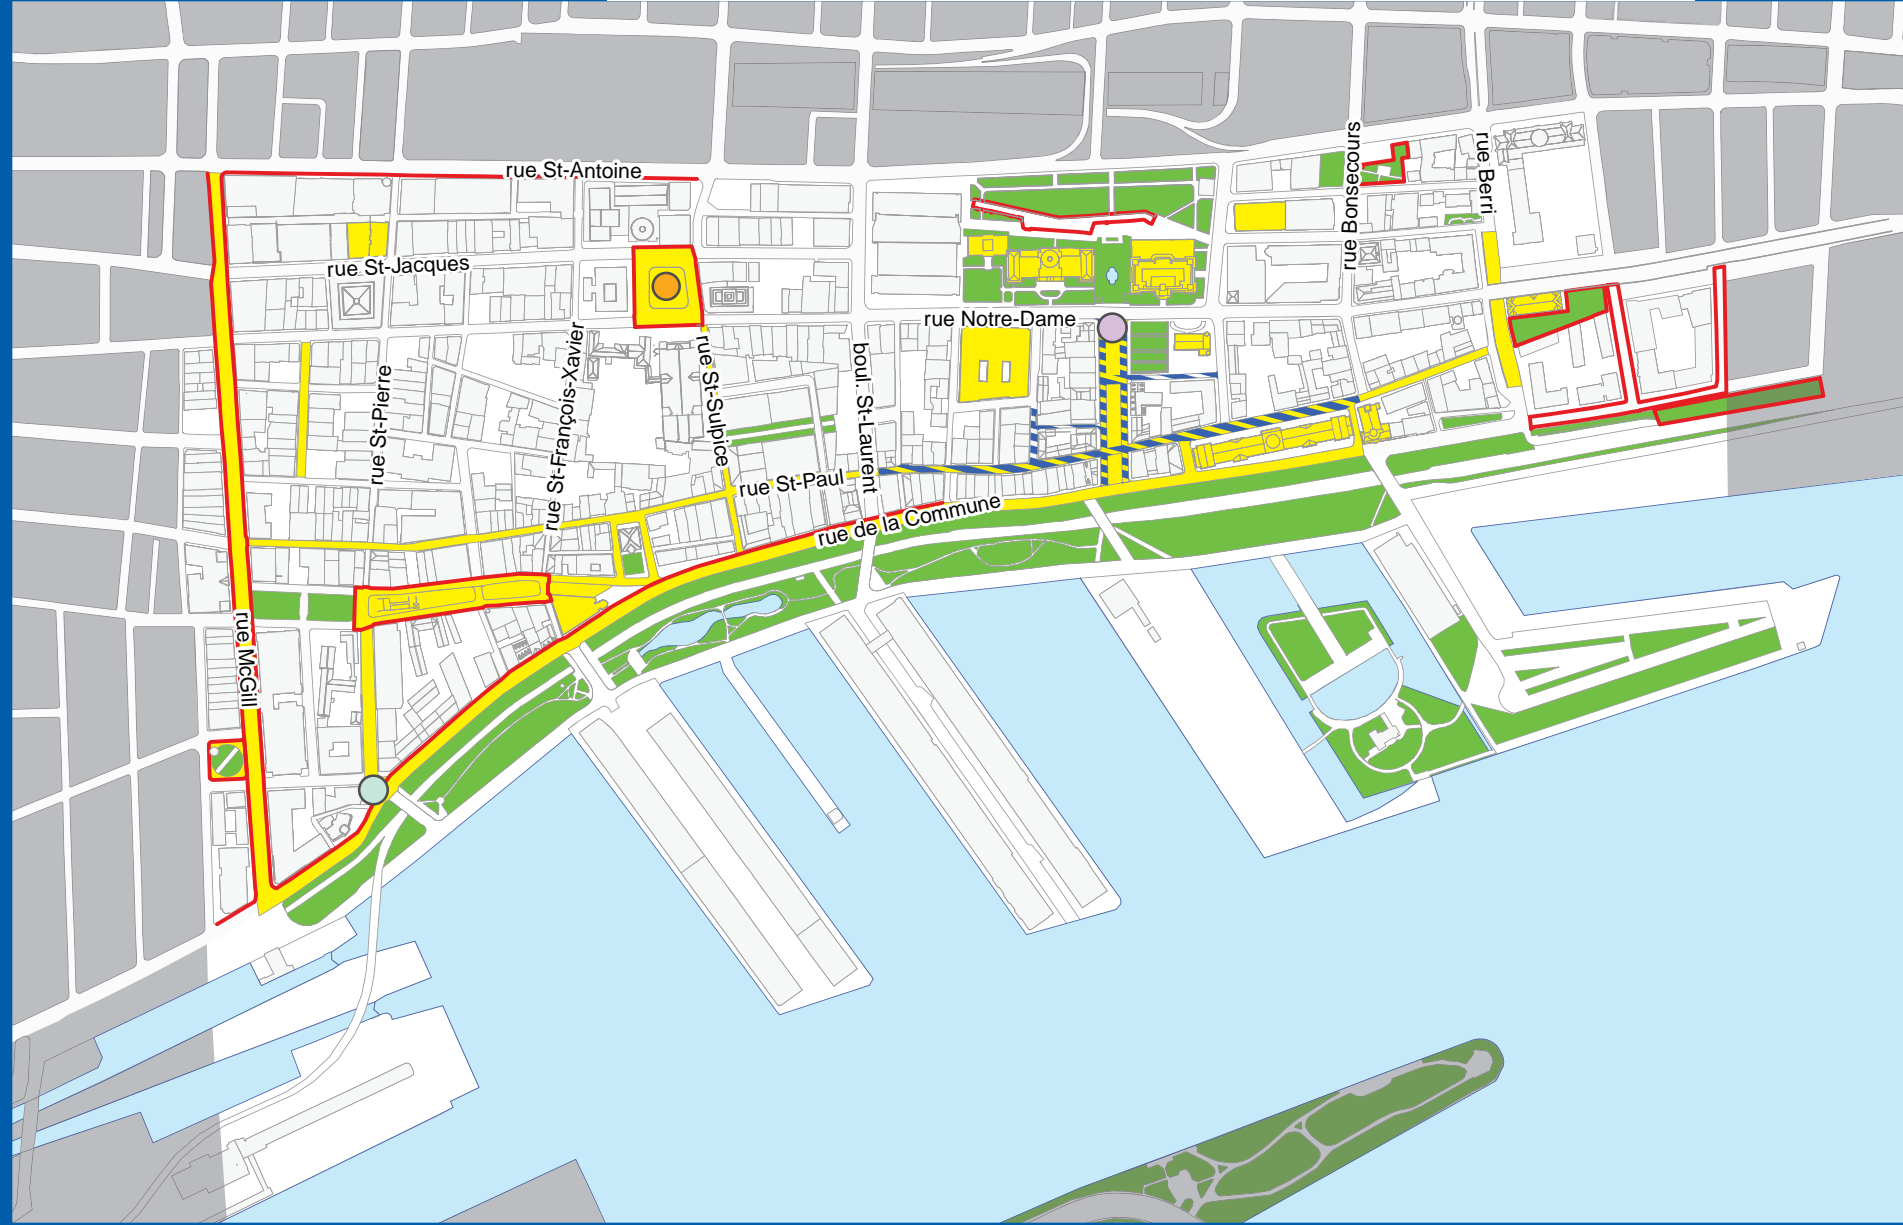 rue St-Antoine
rue Bonsecours
rue Berri
rue St-Jacques
rue Notre-Dame
rue St-Pierre
rue St-François-Xavier
rue St-Sulpice
boul. St-Laurent
rue St-Paul
rue de la Commune
rue McGill